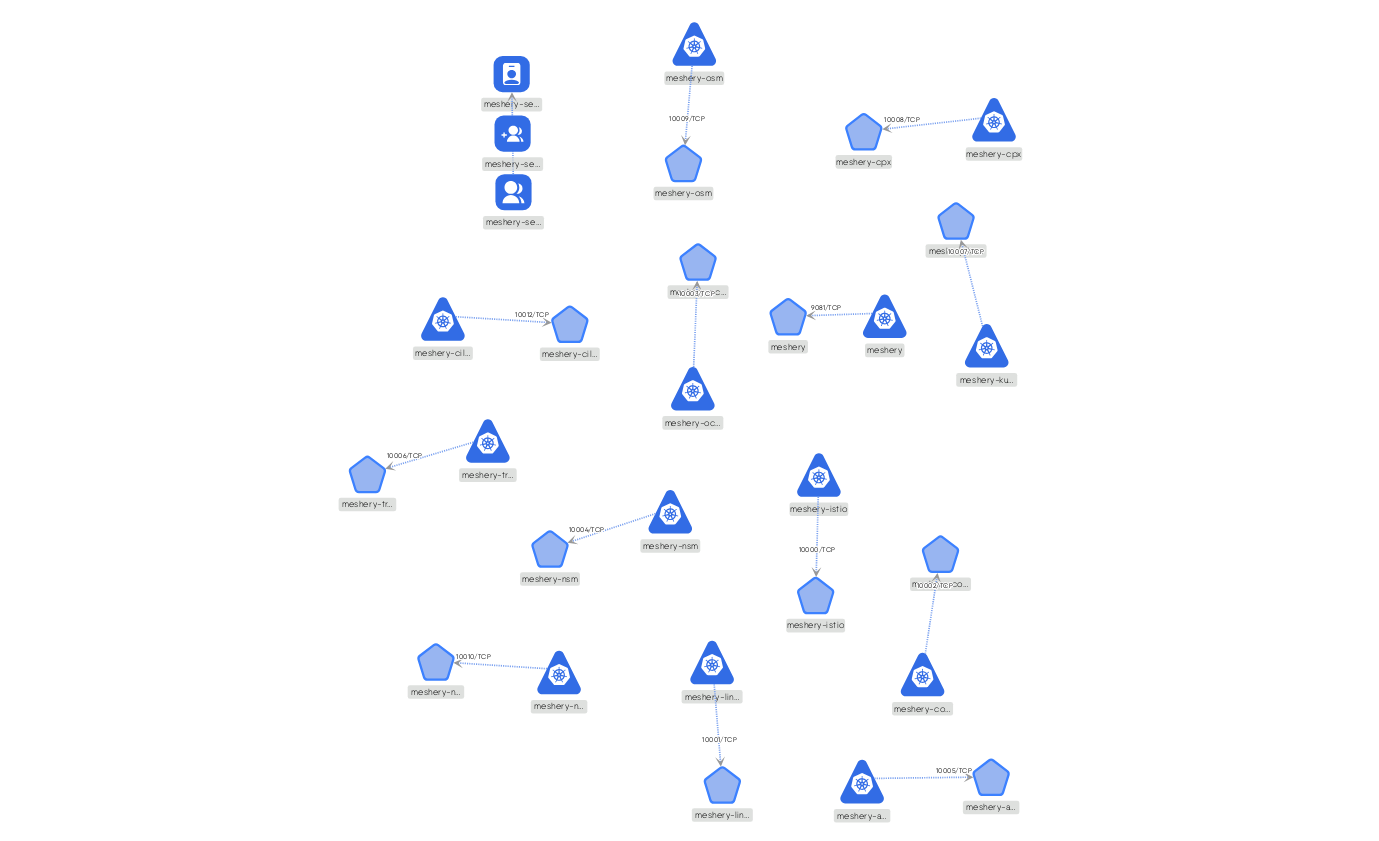 meshery-osm
meshery-se...
10009/TCP
10008/TCP
meshery-cpx
meshery-cpx
meshery-se...
meshery-osm
meshery-se...
10007/TCP
10003/TCP
9081/TCP
10012/TCP
meshery
meshery
meshery-cil...
meshery-cil...
meshery-ku...
meshery-oc...
10006/TCP
meshery-tr...
meshery-tr...
meshery-istio
10004/TCP
meshery-nsm
10000/TCP
meshery-nsm
10002/TCP
meshery-istio
10010/TCP
meshery-n...
meshery-n...
meshery-lin...
meshery-co...
10001/TCP
10005/TCP
meshery-a...
meshery-lin...
meshery-a...